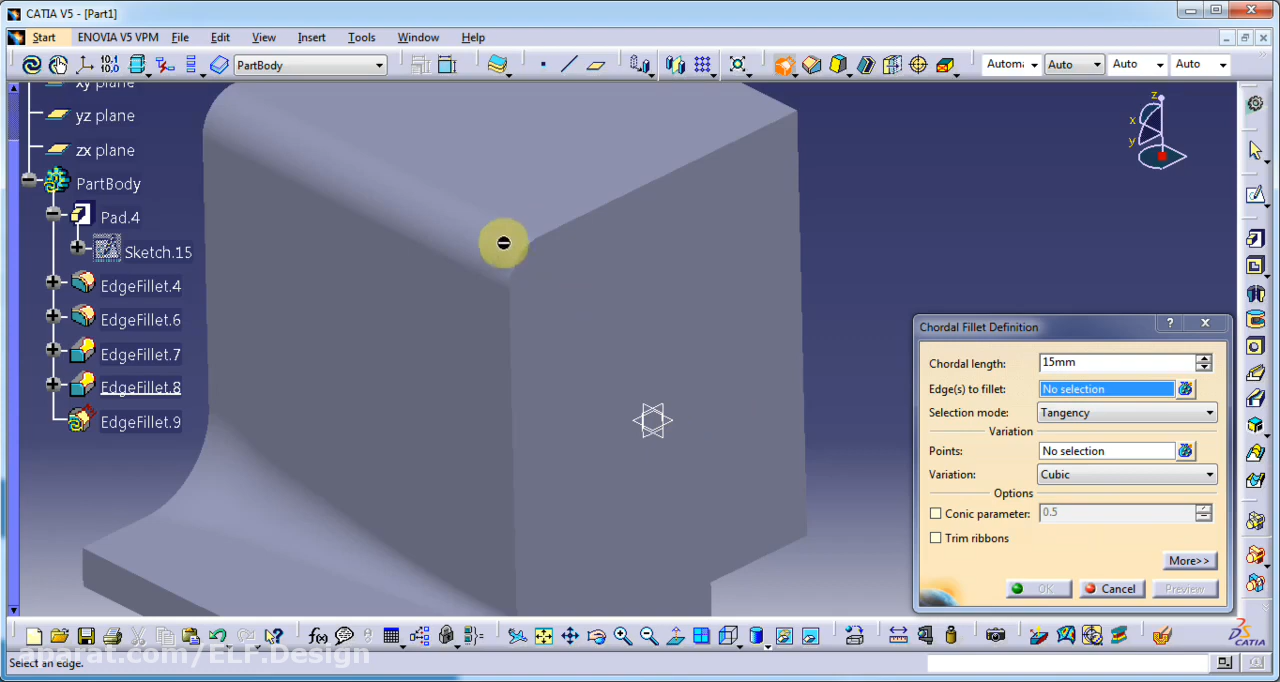 CATIA V5 - [Part1]
Start ENOVIA V5 VPM File Edit View Insert Tools Window Help
PartBody Automa Auto Auto Auto
xy plane
yz plane
zx plane
PartBody
Pad.4
Sketch.15
EdgeFillet.4
EdgeFillet.6
EdgeFillet.7
EdgeFillet.8
EdgeFillet.9
z
x
y
Chordal Fillet Definition
Chordal length: 15mm
Edge(s) to fillet: No selection
Selection mode: Tangency
Variation
Points: No selection
Variation: Cubic
Options
Conic parameter: 0.5
Trim ribbons
More>>
OK Cancel Preview
f(x)
CATIA
aparat.com/ELF.Design
Select an edge.